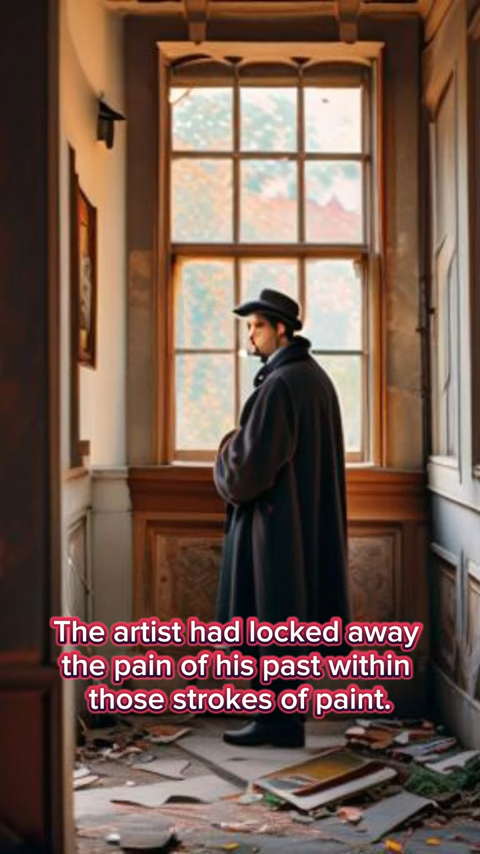 The artist had locked away
the pain of his past within
those strokes of paint.